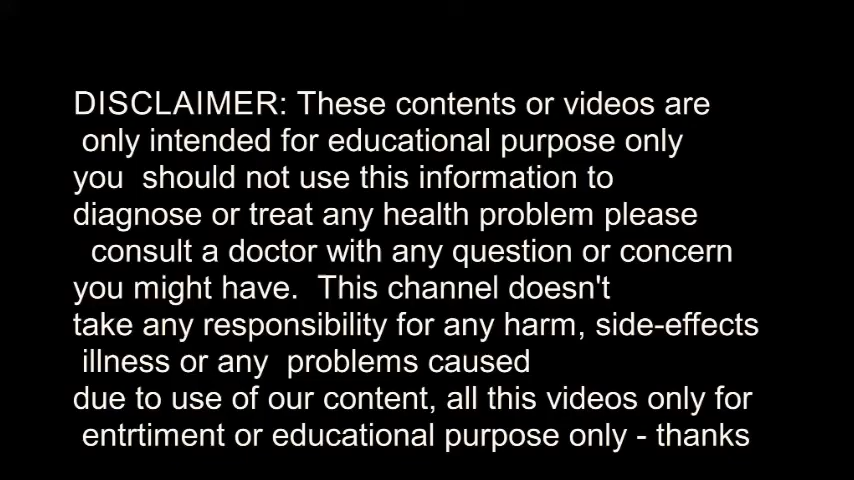 DISCLAIMER: These contents or videos are
only intended for educational purpose only
you should not use this information to
diagnose or treat any health problem please
consult a doctor with any question or concern
you might have. This channel doesn't
take any responsibility for any harm, side-effects
illness or any problems caused
due to use of our content, all this videos only for
entrtiment or educational purpose only - thanks